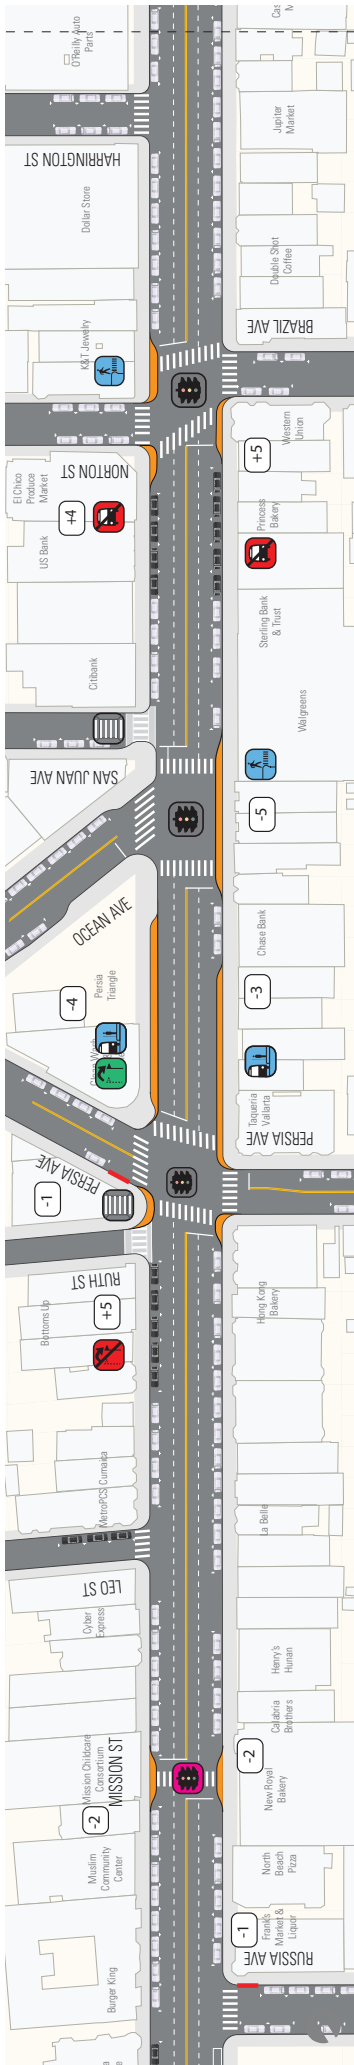 O'Reilly Auto
Parts
Cas
HARRINGTON ST
Jupiter
Market
Dollar Store
Double Shot
Coffee
BRAZIL AVE
K&T Jewelry
NORTON ST
Western
Union
+5
El Chico
Produce
Market
+4
US Bank
Princess
Bakery
Sterling Bank
& Trust
Citibank
Walgreens
SAN JUAN AVE
-5
OCEAN AVE
Chase Bank
-4
Persia
Triangle
-3
Taqueria
Vallarta
PERSIA AVE
PERSIA AVE
-1
RUTH ST
+5
Bottoms Up
Hong Kong
Bakery
MetroPCS Cumaica
La Belle
LEO ST
Cyber
Express
Henry's
Hunan
Calabria
Brothers
Mission Childcare
Consortium
MISSION ST
-2
-2
New Royal
Bakery
Muslim
Community
Center
North
Beach
Pizza
-1
Frank's
Market &
Liquor
RUSSIA AVE
Burger King